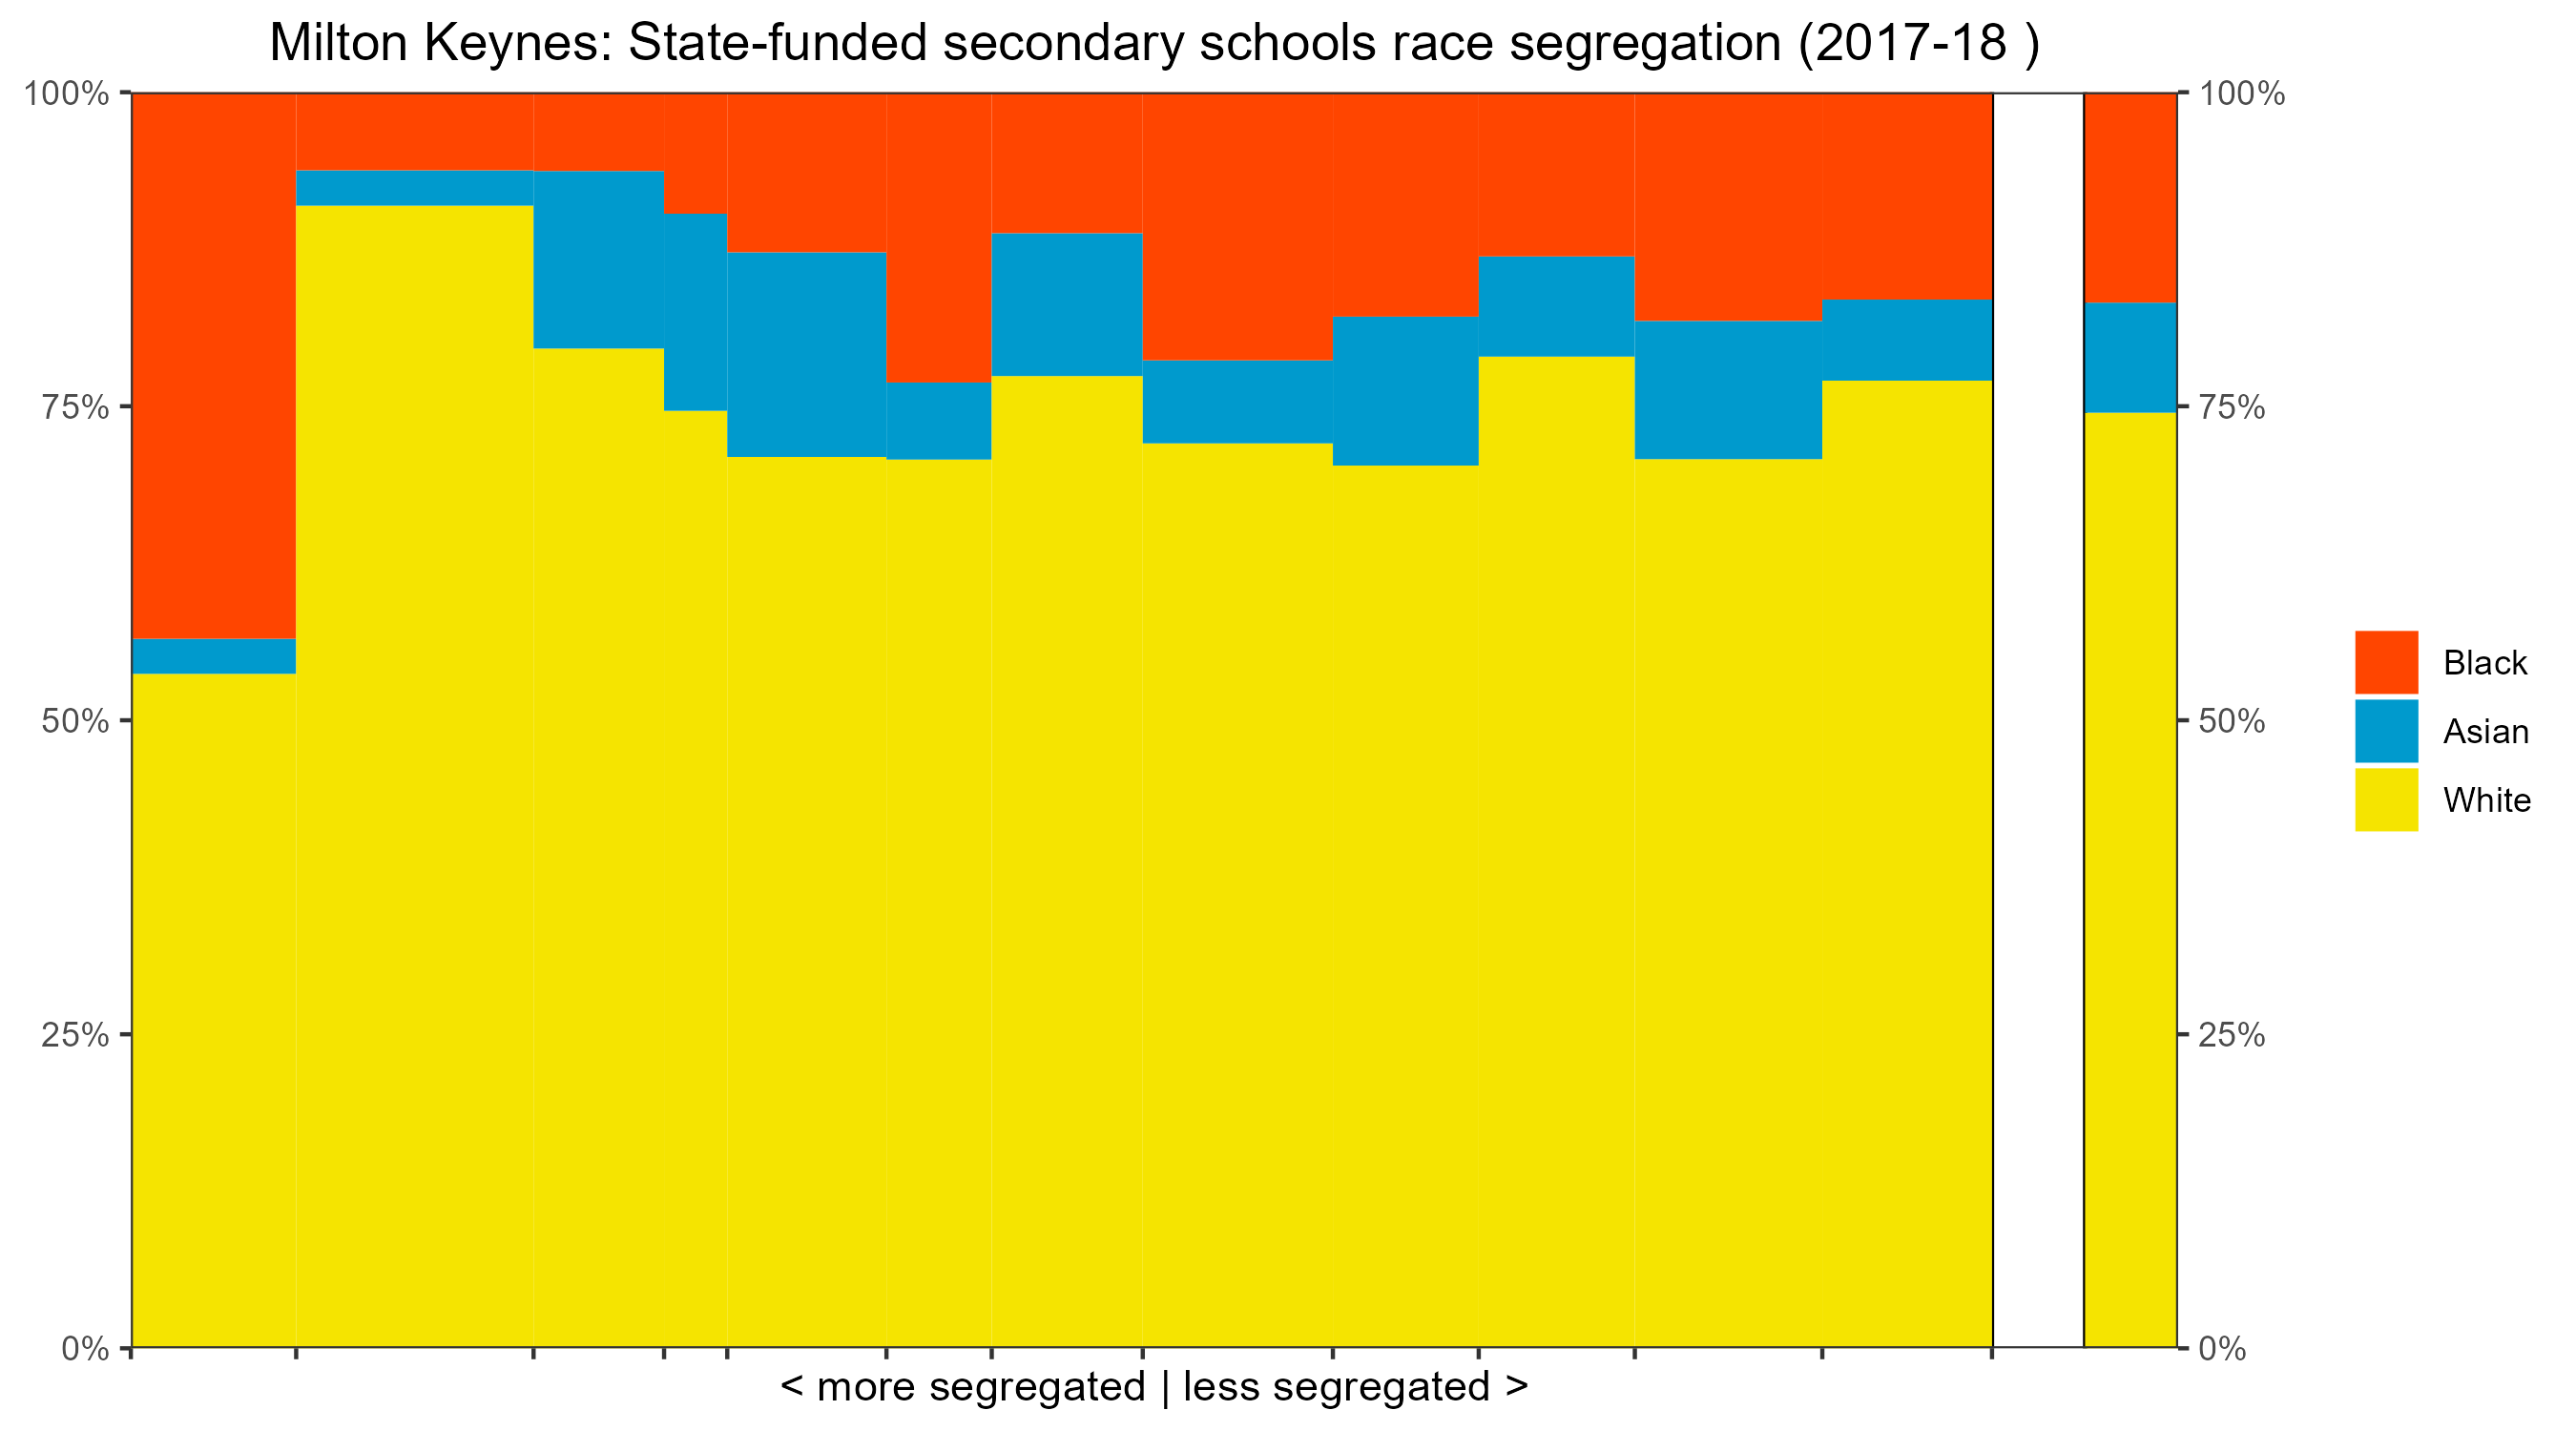 Milton Keynes: State-funded secondary schools race segregation (2017-18 )
100%
75%
50%
25%
0%
100%
75%
50%
25%
0%
< more segregated | less segregated >
Black
Asian
White